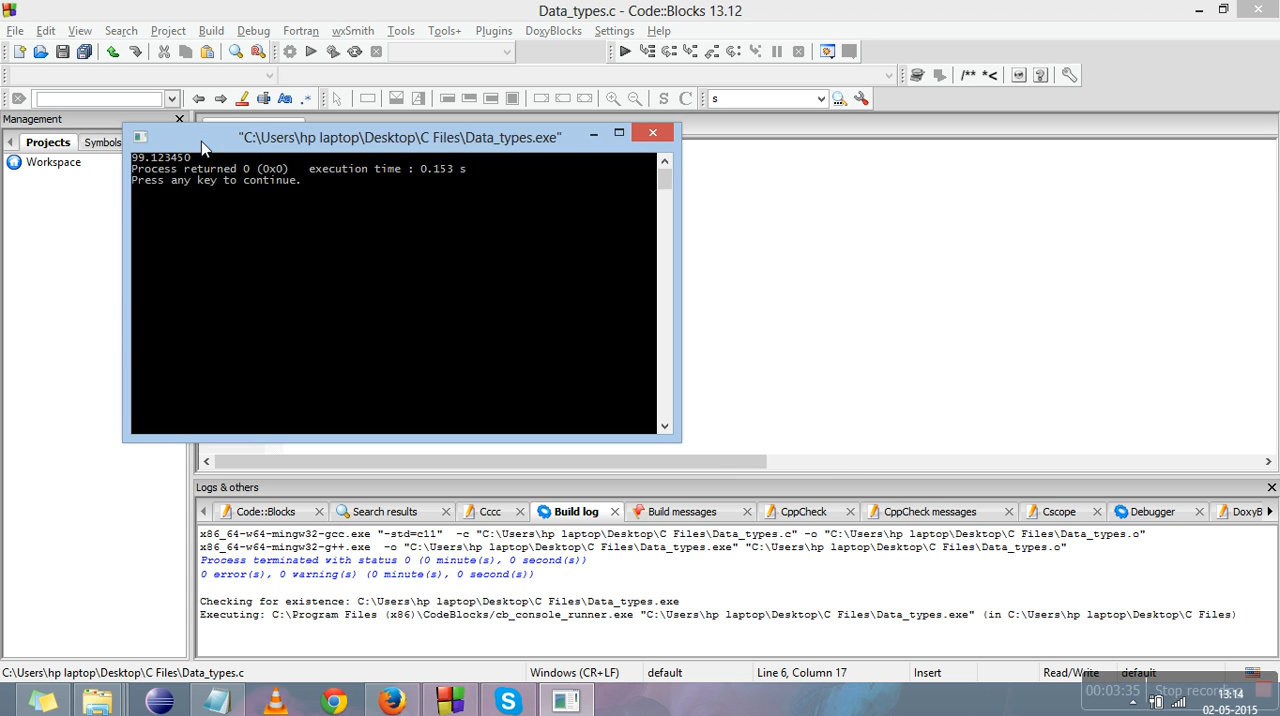 Data_types.c - Code::Blocks 13.12
File Edit View Search Project Build Debug Fortran wxSmith Tools Tools+ Plugins DoxyBlocks Settings Help
/** *<
Aa .* S C s
Management
Projects Symbols
Workspace
"C:\Users\hp laptop\Desktop\C Files\Data_types.exe"
99.123450
Process returned 0 (0x0)   execution time : 0.153 s
Press any key to continue.
Logs & others
Code::Blocks Search results Cccc Build log Build messages CppCheck CppCheck messages Cscope Debugger DoxyB
x86_64-w64-mingw32-gcc.exe "-std=c11"  -c "C:\Users\hp laptop\Desktop\C Files\Data_types.c" -o "C:\Users\hp laptop\Desktop\C Files\Data_types.o"
x86_64-w64-mingw32-g++.exe  -o "C:\Users\hp laptop\Desktop\C Files\Data_types.exe" "C:\Users\hp laptop\Desktop\C Files\Data_types.o"
Process terminated with status 0 (0 minute(s), 0 second(s))
0 error(s), 0 warning(s) (0 minute(s), 0 second(s))
Checking for existence: C:\Users\hp laptop\Desktop\C Files\Data_types.exe
Executing: C:\Program Files (x86)\CodeBlocks/cb_console_runner.exe "C:\Users\hp laptop\Desktop\C Files\Data_types.exe" (in C:\Users\hp laptop\Desktop\C Files)
C:\Users\hp laptop\Desktop\C Files\Data_types.c Windows (CR+LF) default Line 6, Column 17 Insert Read/Write default
00:03:35 Stop recording
13:14
02-05-2015